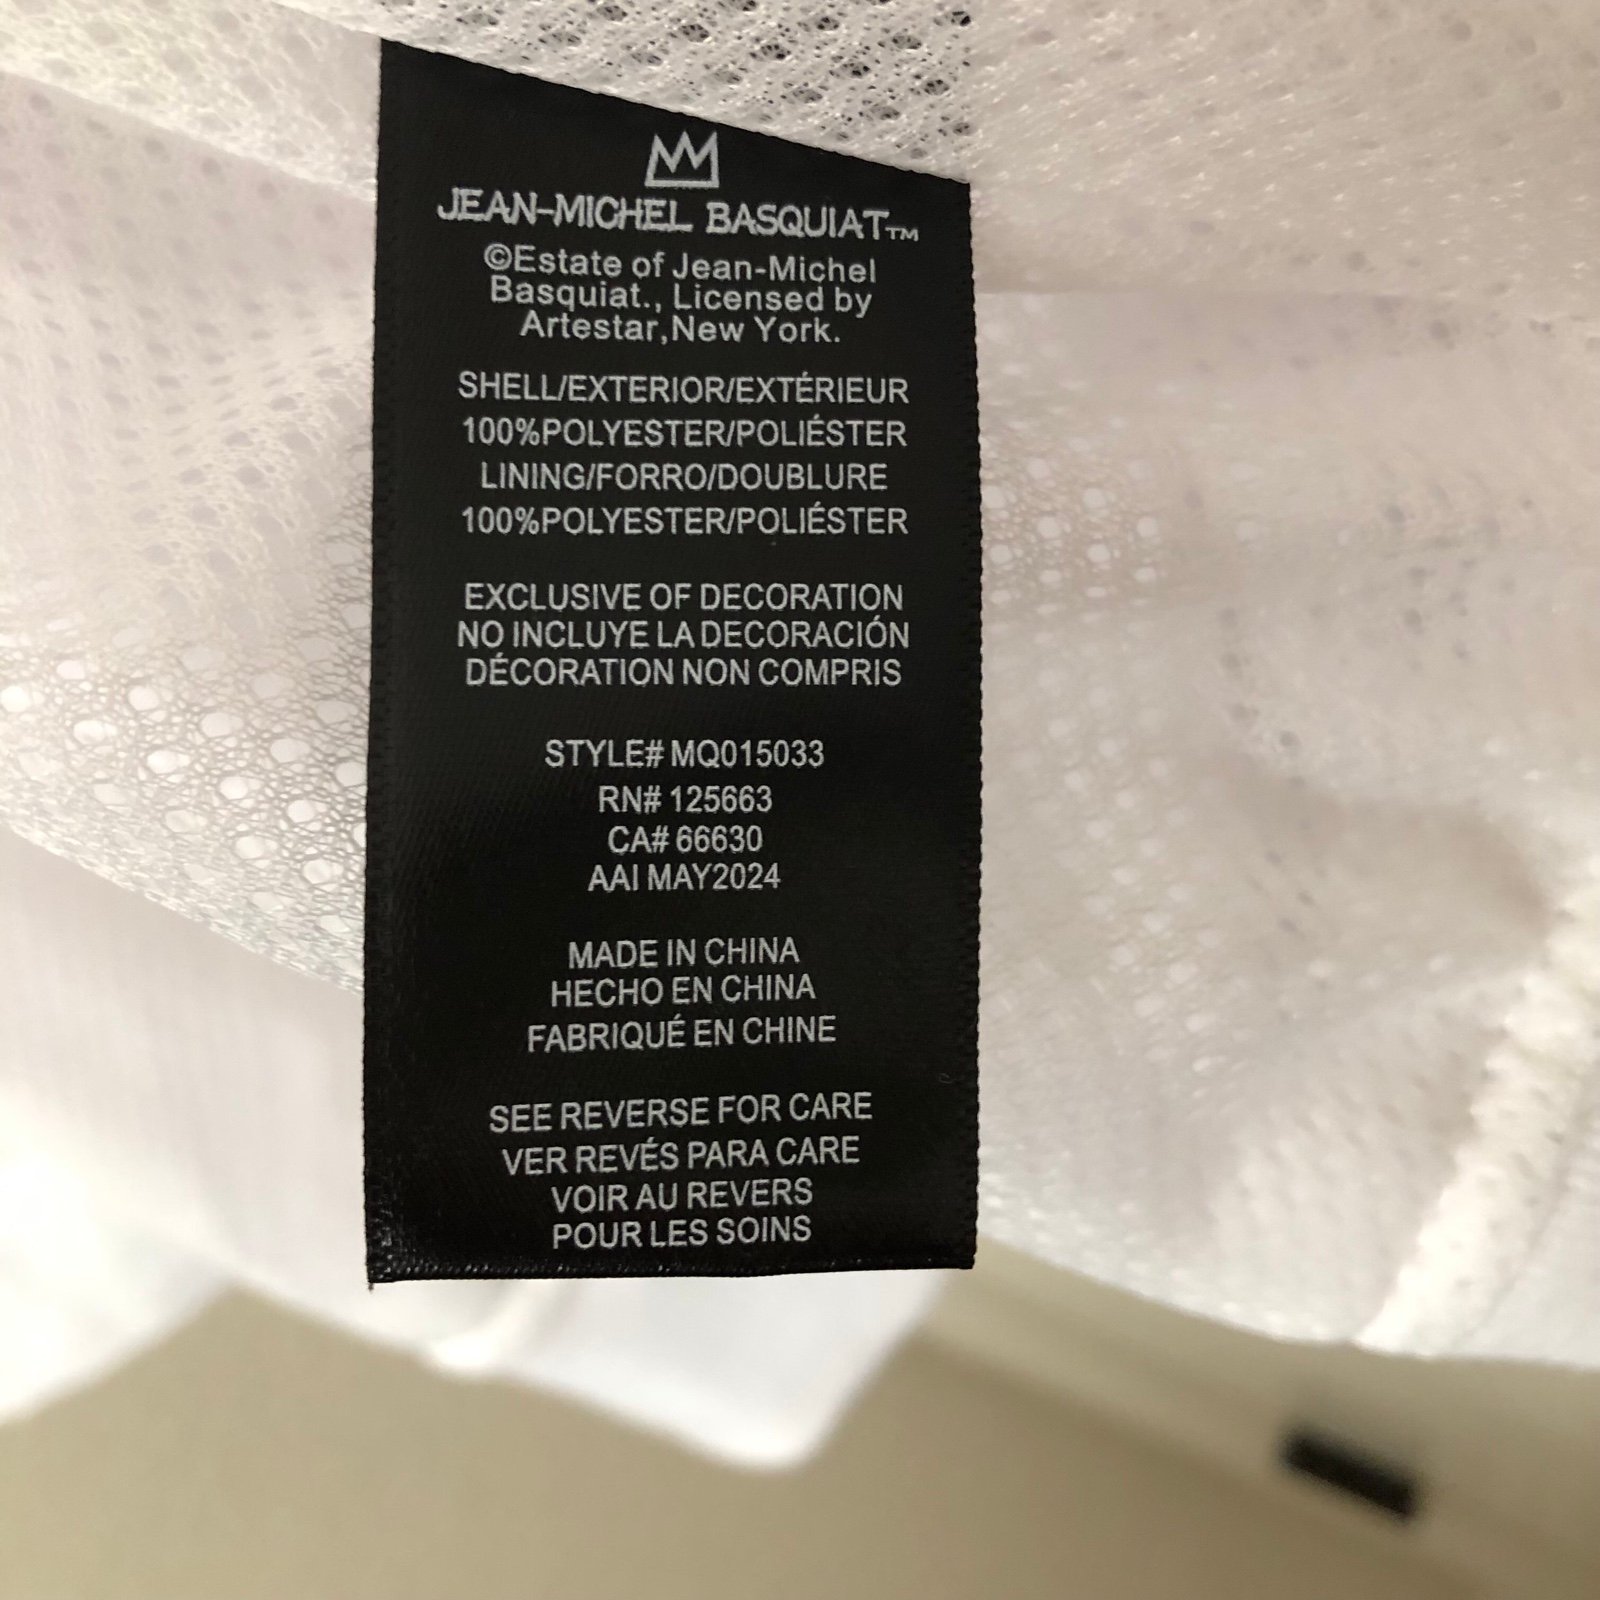 JEAN-MICHEL BASQUIAT™
©Estate of Jean-Michel
Basquiat., Licensed by
Artestar,New York.
SHELL/EXTERIOR/EXTÉRIEUR
100%POLYESTER/POLIÉSTER
LINING/FORRO/DOUBLURE
100%POLYESTER/POLIÉSTER
EXCLUSIVE OF DECORATION
NO INCLUYE LA DECORACIÓN
DÉCORATION NON COMPRIS
STYLE# MQ015033
RN# 125663
CA# 66630
AAI MAY2024
MADE IN CHINA
HECHO EN CHINA
FABRIQUÉ EN CHINE
SEE REVERSE FOR CARE
VER REVÉS PARA CARE
VOIR AU REVERS
POUR LES SOINS